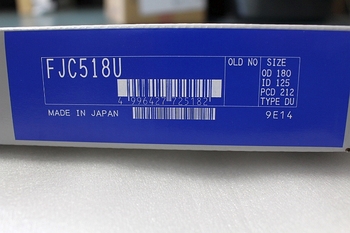 FJC518U
OLD NO
SIZE
OD 180
ID 125
PCD 212
TYPE DU
4 996427 725182
MADE IN JAPAN
9E14